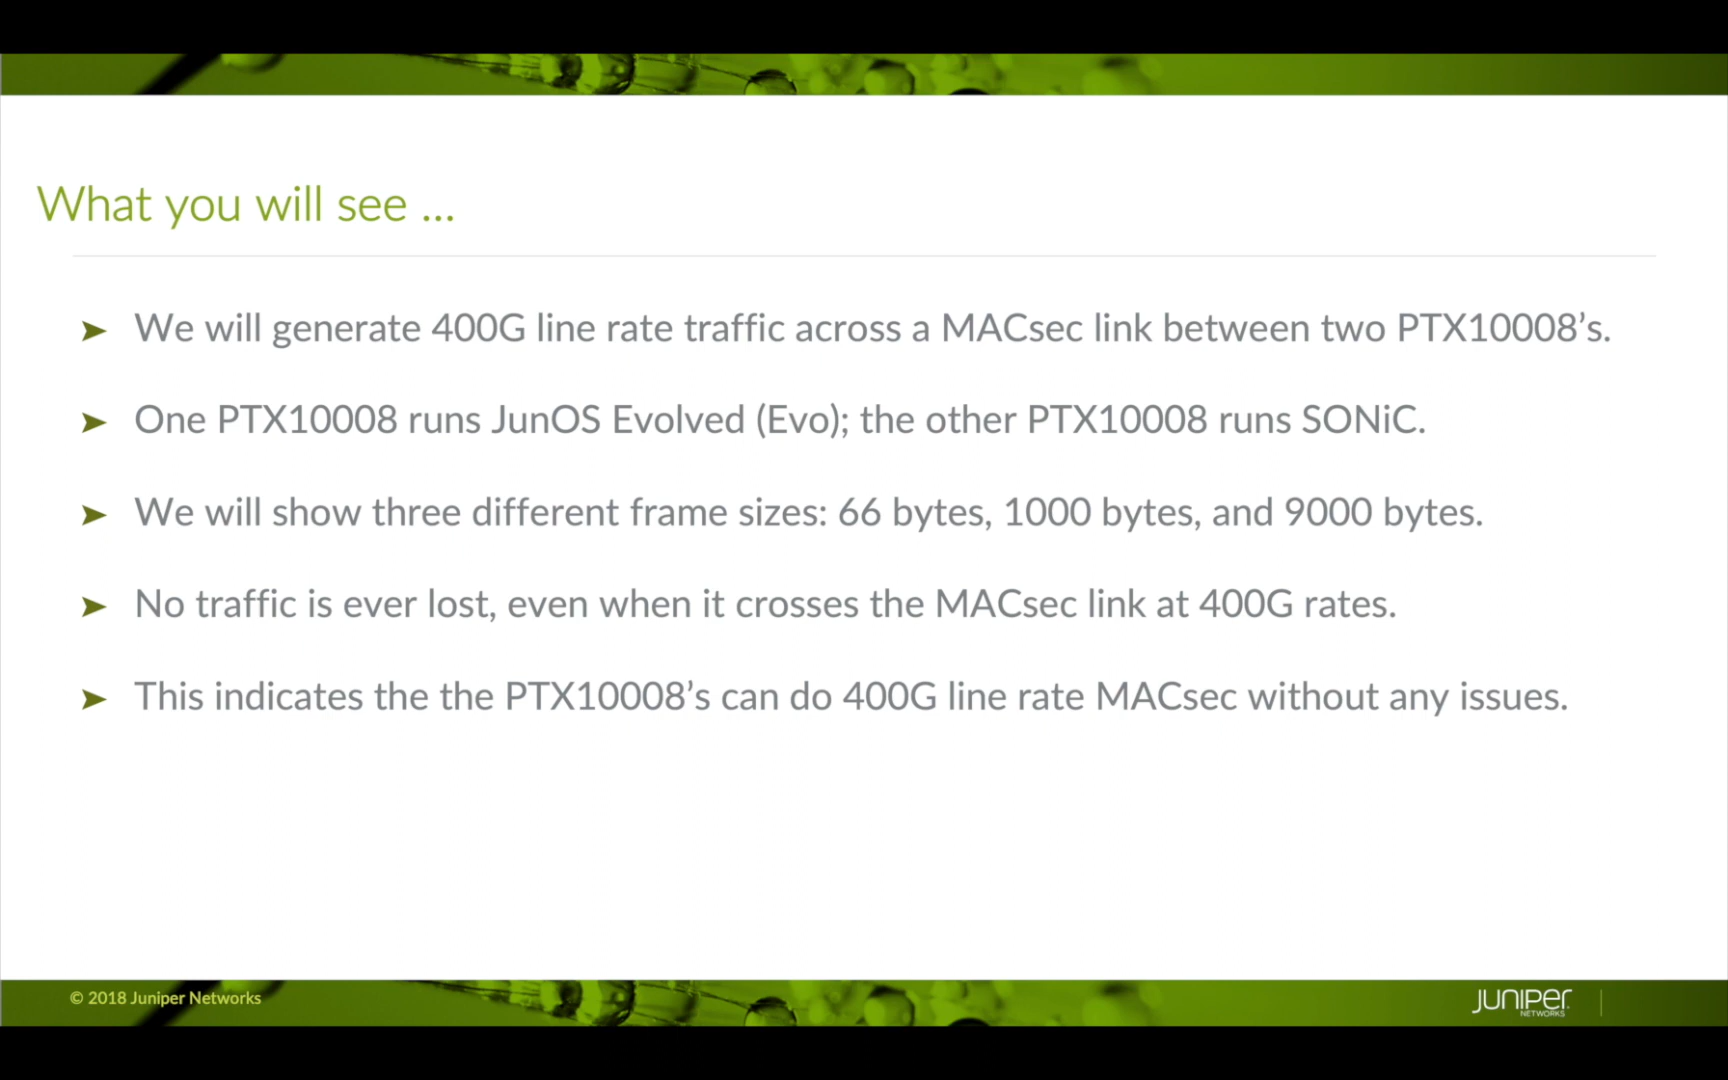 What you will see ...
➤ We will generate 400G line rate traffic across a MACsec link between two PTX10008’s.
➤ One PTX10008 runs JunOS Evolved (Evo); the other PTX10008 runs SONiC.
➤ We will show three different frame sizes: 66 bytes, 1000 bytes, and 9000 bytes.
➤ No traffic is ever lost, even when it crosses the MACsec link at 400G rates.
➤ This indicates the the PTX10008’s can do 400G line rate MACsec without any issues.
© 2018 Juniper Networks
JUNIPEr
NETWORKS